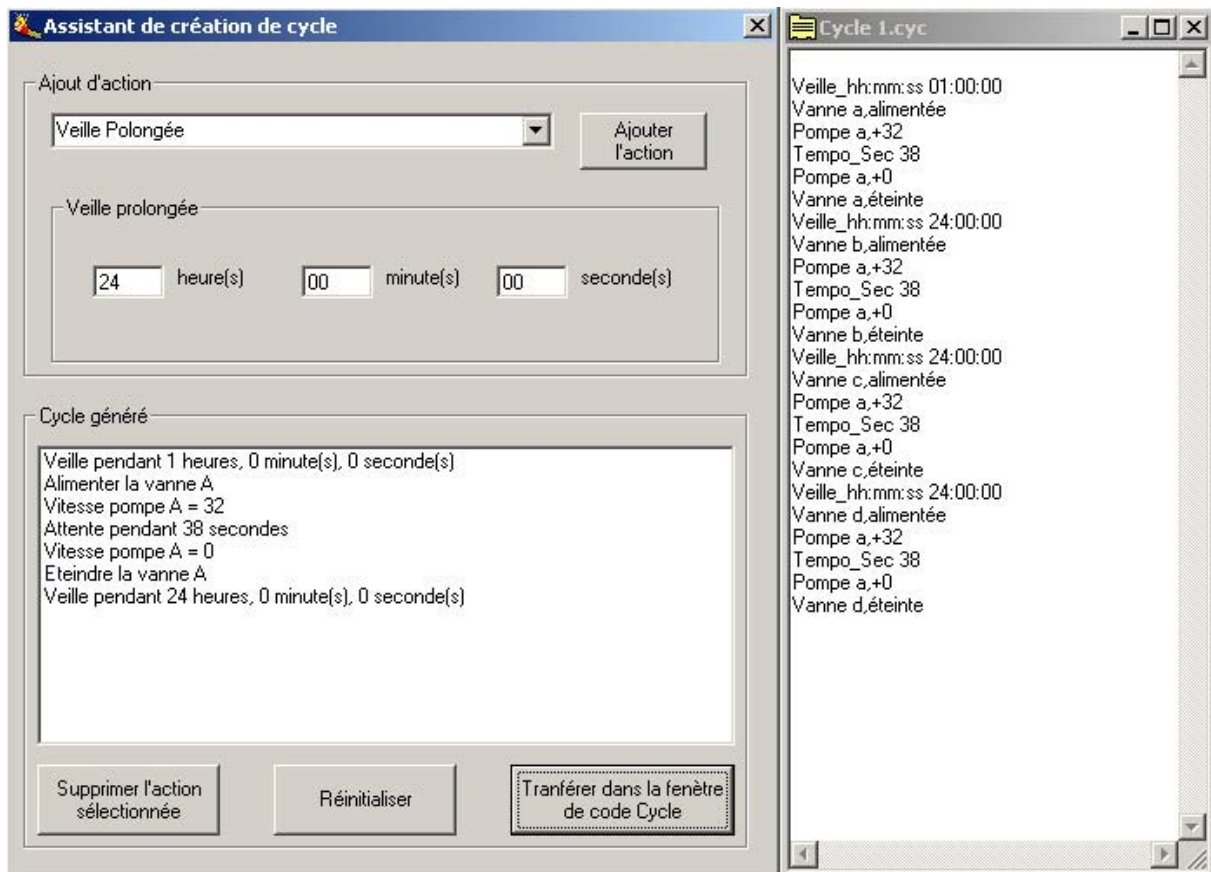 Assistant de création de cycle
Ajout d'action
Veille Polongée
Ajouter
l'action
Veille prolongée
24 heure(s) 00 minute(s) 00 seconde(s)
Cycle généré
Veille pendant 1 heures, 0 minute(s), 0 seconde(s)
Alimenter la vanne A
Vitesse pompe A = 32
Attente pendant 38 secondes
Vitesse pompe A = 0
Eteindre la vanne A
Veille pendant 24 heures, 0 minute(s), 0 seconde(s)
Supprimer l'action
sélectionnée
Réinitialiser
Tranférer dans la fenètre
de code Cycle
Cycle 1.cyc
Veille_hh:mm:ss 01:00:00
Vanne a,alimentée
Pompe a,+32
Tempo_Sec 38
Pompe a,+0
Vanne a,éteinte
Veille_hh:mm:ss 24:00:00
Vanne b,alimentée
Pompe a,+32
Tempo_Sec 38
Pompe a,+0
Vanne b,éteinte
Veille_hh:mm:ss 24:00:00
Vanne c,alimentée
Pompe a,+32
Tempo_Sec 38
Pompe a,+0
Vanne c,éteinte
Veille_hh:mm:ss 24:00:00
Vanne d,alimentée
Pompe a,+32
Tempo_Sec 38
Pompe a,+0
Vanne d,éteinte